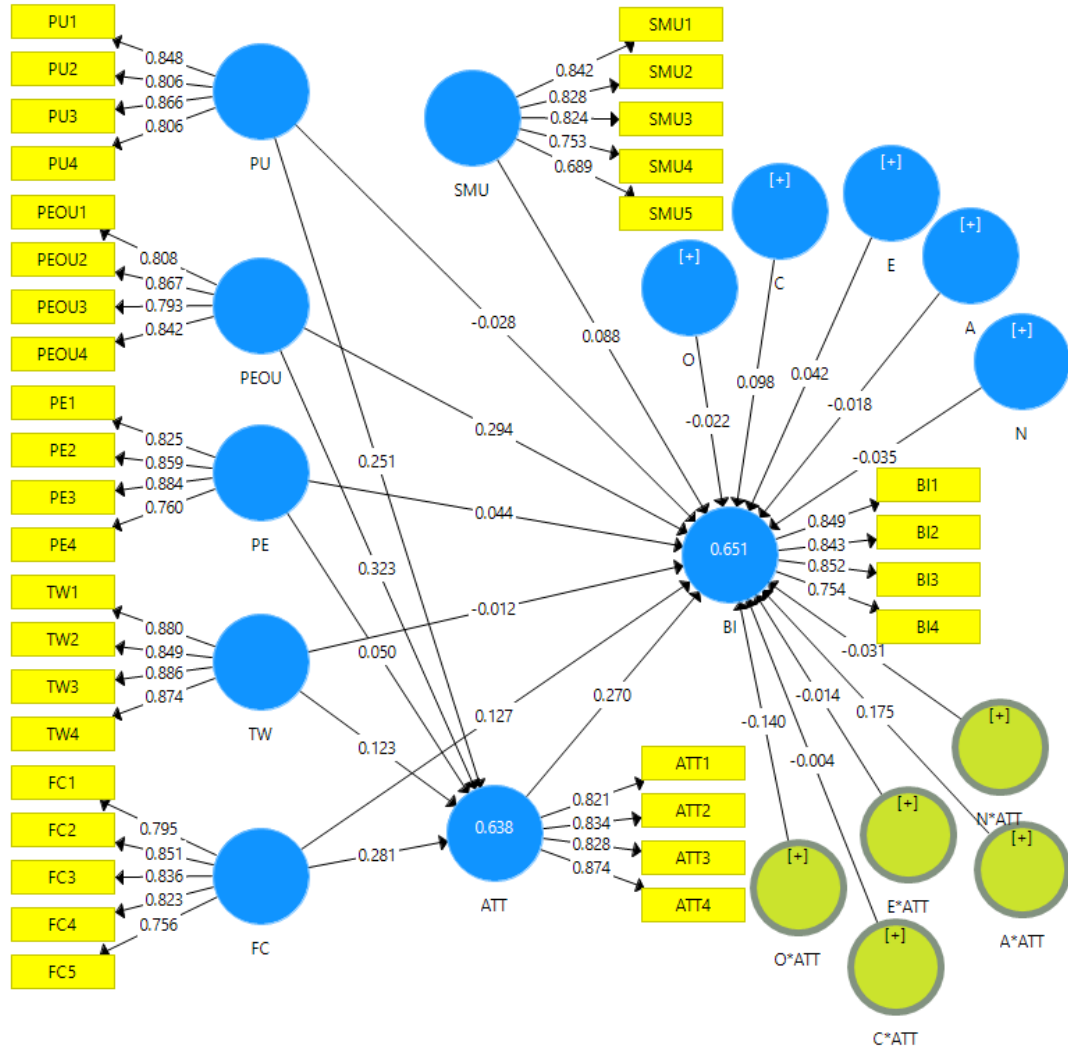 PU1
PU2
PU3
PU4
0.848
0.806
0.866
0.806
PU
SMU1
SMU2
SMU3
SMU4
SMU5
0.842
0.828
0.824
0.753
0.689
SMU
[+]
O
[+]
C
[+]
E
[+]
A
[+]
N
PEOU1
PEOU2
PEOU3
PEOU4
0.808
0.867
0.793
0.842
PEOU
-0.028
0.088
-0.022
0.098
0.042
-0.018
-0.035
0.294
0.251
PE1
PE2
PE3
PE4
0.825
0.859
0.884
0.760
PE
0.044
0.323
0.050
-0.012
0.651
BI
BI1
BI2
BI3
BI4
0.849
0.843
0.852
0.754
TW1
TW2
TW3
TW4
0.880
0.849
0.886
0.874
TW
0.123
0.127
0.270
-0.140
-0.004
-0.014
0.175
-0.031
FC1
FC2
FC3
FC4
FC5
0.795
0.851
0.836
0.823
0.756
FC
0.281
0.638
ATT
ATT1
ATT2
ATT3
ATT4
0.821
0.834
0.828
0.874
[+]
N*ATT
[+]
E*ATT
[+]
A*ATT
[+]
O*ATT
[+]
C*ATT